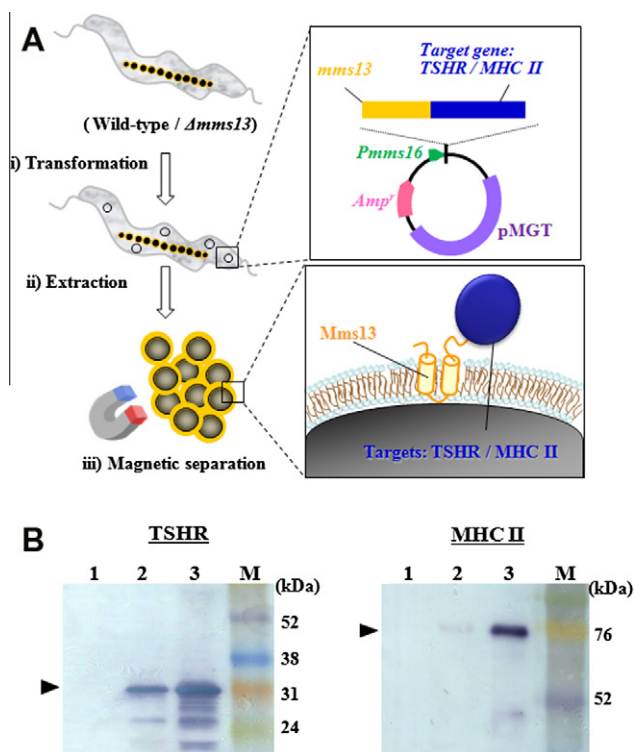 A
(Wild-type / Δmms13)
i) Transformation
ii) Extraction
iii) Magnetic separation
mms13
Target gene:
TSHR / MHC II
Pmms16
Ampʳ
pMGT
Mms13
Targets: TSHR / MHC II
B
TSHR
1 2 3 M
(kDa)
52
38
31
24
MHC II
1 2 3 M
(kDa)
76
52